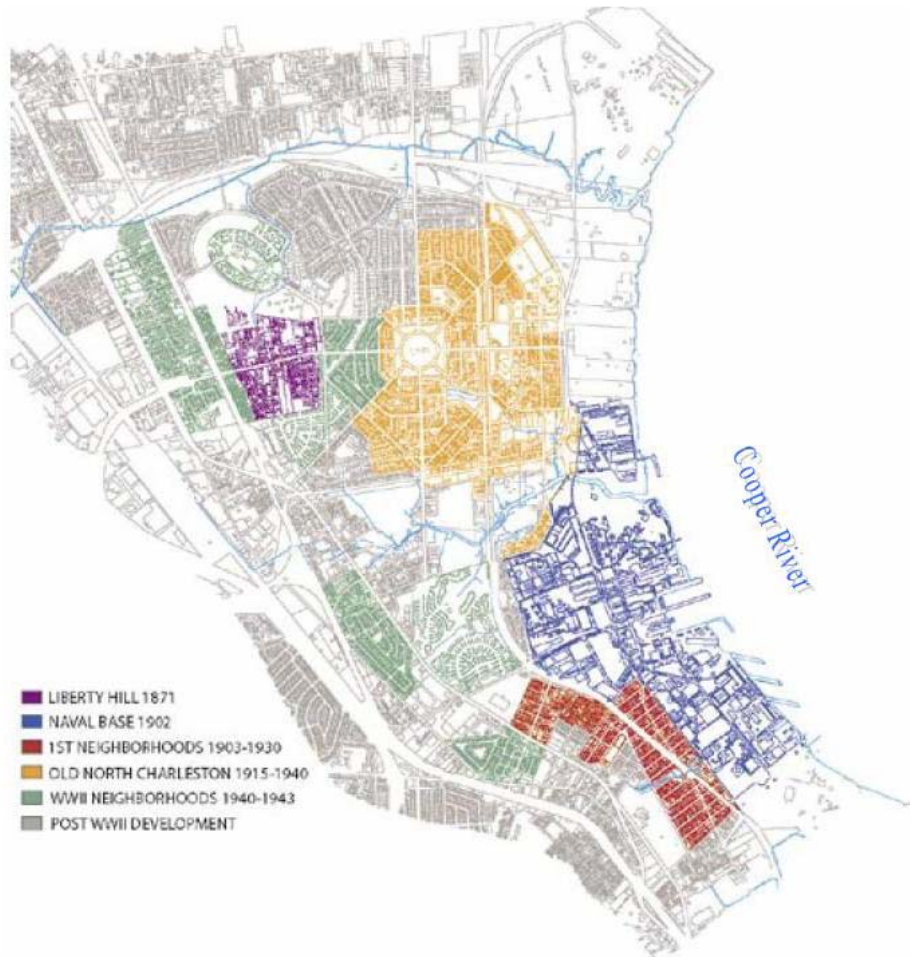 Cooper River
LIBERTY HILL 1871
NAVAL BASE 1902
1ST NEIGHBORHOODS 1903-1930
OLD NORTH CHARLESTON 1915-1940
WWII NEIGHBORHOODS 1940-1943
POST WWII DEVELOPMENT